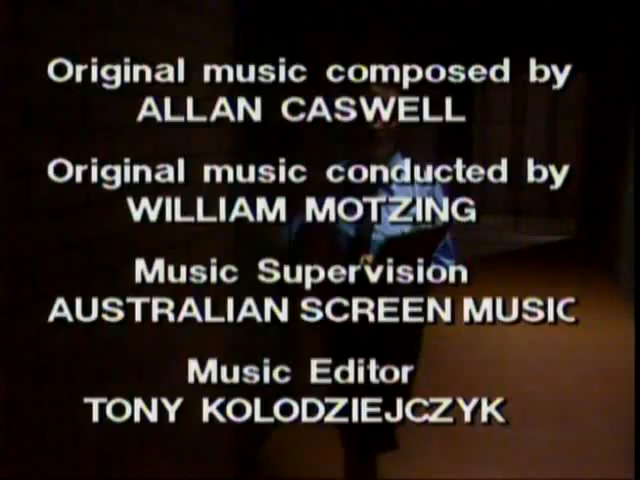 Original music composed by
ALLAN CASWELL
Original music conducted by
WILLIAM MOTZING
Music Supervision
AUSTRALIAN SCREEN MUSIC
Music Editor
TONY KOLODZIEJCZYK